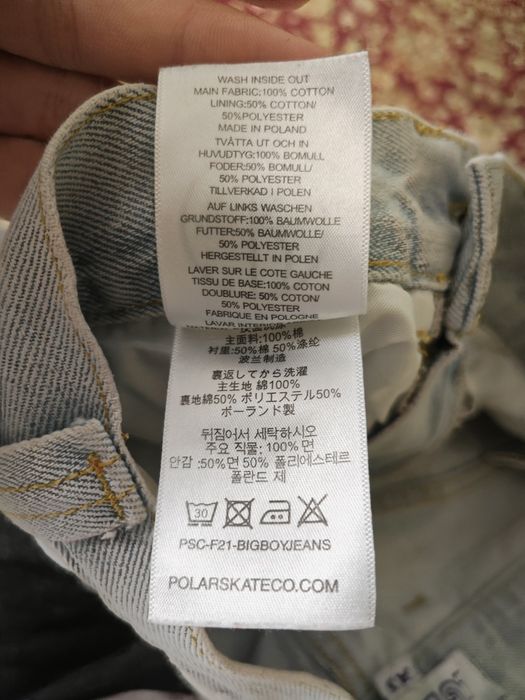 WASH INSIDE OUT
MAIN FABRIC:100% COTTON
LINING:50% COTTON/
50%POLYESTER
MADE IN POLAND
TVÄTTA UT OCH IN
HUVUDTYG:100% BOMULL
FODER:50% BOMULL/
50% POLYESTER
TILLVERKAD I POLEN
AUF LINKS WASCHEN
GRUNDSTOFF:100% BAUMWOLLE
FUTTER:50% BAUMWOLLE/
50% POLYESTER
HERGESTELLT IN POLEN
LAVER SUR LE COTE GAUCHE
TISSU DE BASE:100% COTON
DOUBLURE: 50% COTON/
50% POLYESTER
FABRIQUE EN POLOGNE
LAVAR
主面料:100%棉
衬里:50%棉 50%涤纶
波兰制造
裏返してから洗濯
主生地 綿100%
裏地綿50% ポリエステル50%
ポーランド製
뒤짚어서 세탁하시오
주요 직물: 100%면
안감 :50%면 50% 폴리에스테르
폴란드 제
30
PSC-F21-BIGBOYJEANS
POLARSKATECO.COM